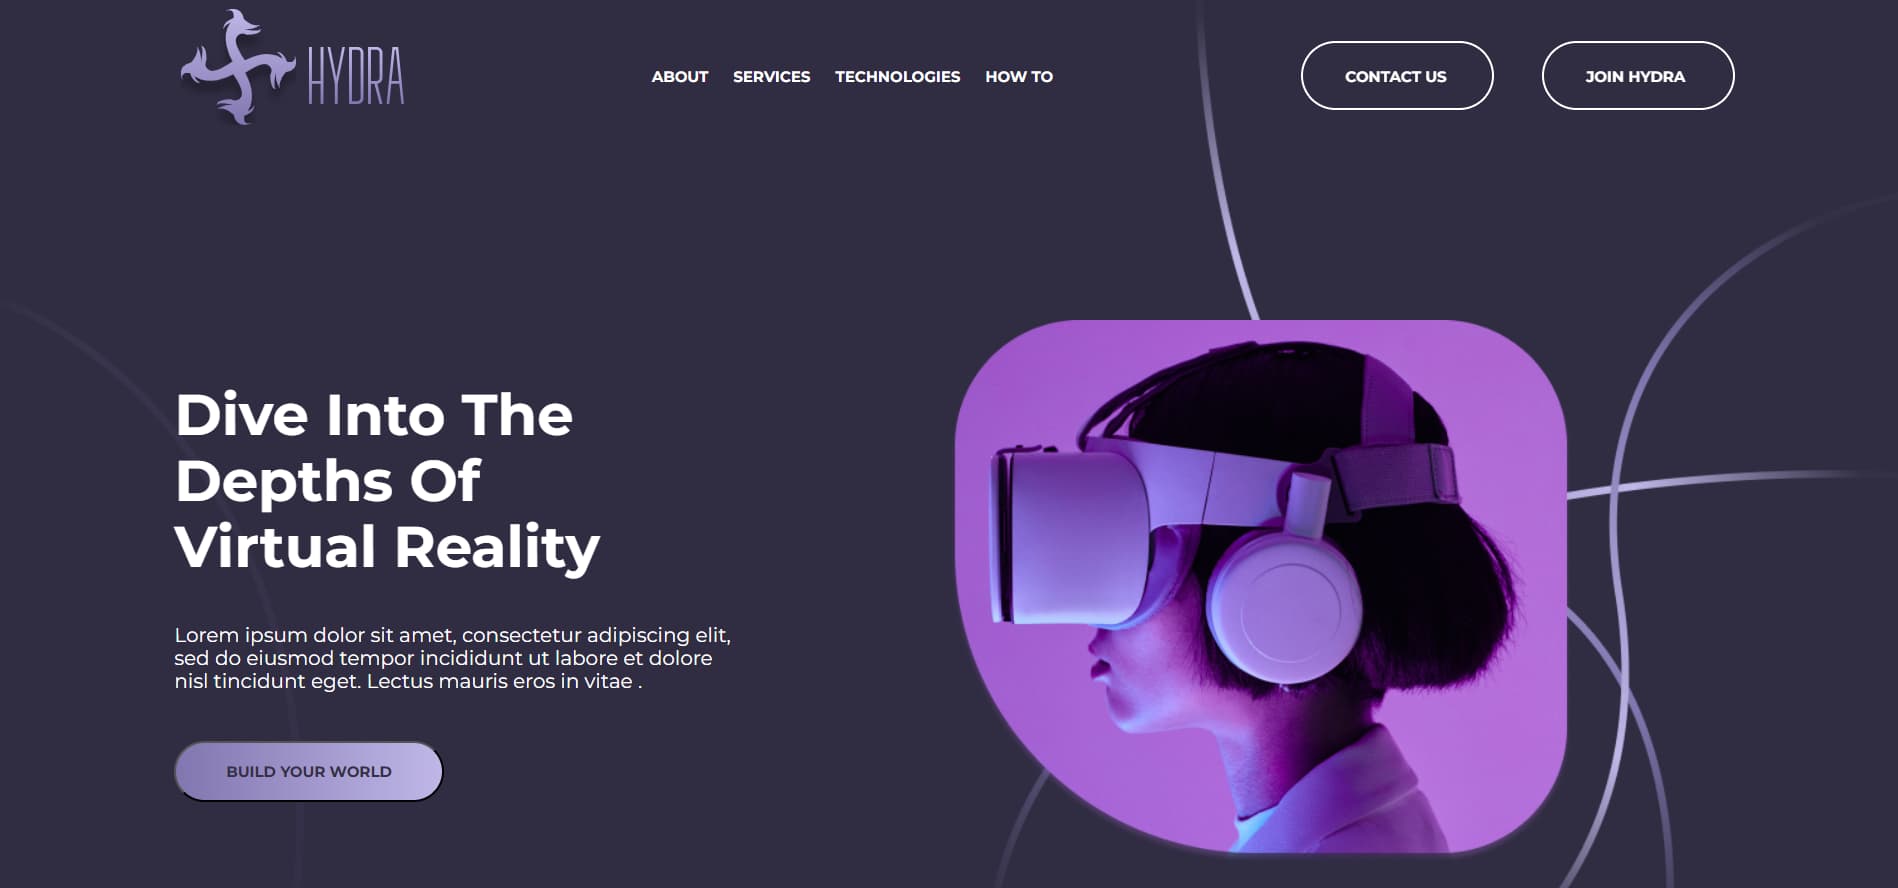 HYDRA
ABOUT SERVICES TECHNOLOGIES HOW TO
CONTACT US
JOIN HYDRA
Dive Into The
Depths Of
Virtual Reality
Lorem ipsum dolor sit amet, consectetur adipiscing elit,
sed do eiusmod tempor incididunt ut labore et dolore
nisl tincidunt eget. Lectus mauris eros in vitae .
BUILD YOUR WORLD